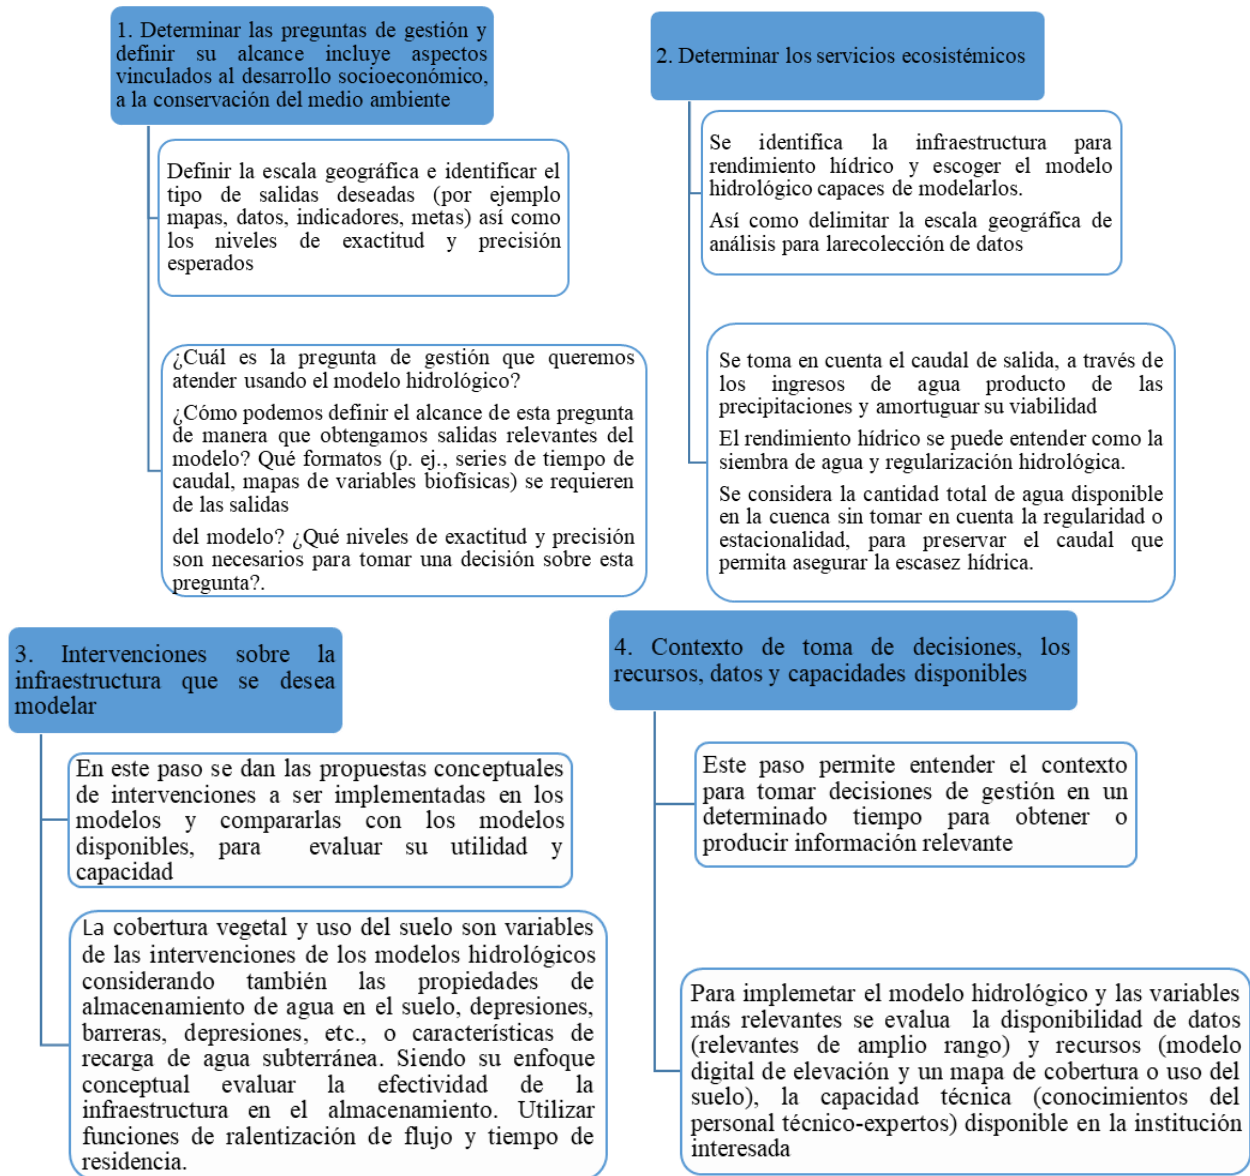 1. Determinar las preguntas de gestión y
definir su alcance incluye aspectos
vinculados al desarrollo socioeconómico,
a la conservación del medio ambiente
Definir la escala geográfica e identificar el
tipo de salidas deseadas (por ejemplo
mapas, datos, indicadores, metas) así como
los niveles de exactitud y precisión
esperados
¿Cuál es la pregunta de gestión que queremos
atender usando el modelo hidrológico?
¿Cómo podemos definir el alcance de esta pregunta
de manera que obtengamos salidas relevantes del
modelo? Qué formatos (p. ej., series de tiempo de
caudal, mapas de variables biofísicas) se requieren
de las salidas
del modelo? ¿Qué niveles de exactitud y precisión
son necesarios para tomar una decisión sobre esta
pregunta?.
2. Determinar los servicios ecosistémicos
Se identifica la infraestructura para
rendimiento hídrico y escoger el modelo
hidrológico capaces de modelarlos.
Así como delimitar la escala geográfica de
análisis para larecolección de datos
Se toma en cuenta el caudal de salida, a través de
los ingresos de agua producto de las
precipitaciones y amortuguar su viabilidad
El rendimiento hídrico se puede entender como la
siembra de agua y regularización hidrológica.
Se considera la cantidad total de agua disponible
en la cuenca sin tomar en cuenta la regularidad o
estacionalidad, para preservar el caudal que
permita asegurar la escasez hídrica.
3. Intervenciones sobre la
infraestructura que se desea
modelar
En este paso se dan las propuestas conceptuales
de intervenciones a ser implementadas en los
modelos y compararlas con los modelos
disponibles, para evaluar su utilidad y
capacidad
La cobertura vegetal y uso del suelo son variables
de las intervenciones de los modelos hidrológicos
considerando también las propiedades de
almacenamiento de agua en el suelo, depresiones,
barreras, depresiones, etc., o características de
recarga de agua subterránea. Siendo su enfoque
conceptual evaluar la efectividad de la
infraestructura en el almacenamiento. Utilizar
funciones de ralentización de flujo y tiempo de
residencia.
4. Contexto de toma de decisiones, los
recursos, datos y capacidades disponibles
Este paso permite entender el contexto
para tomar decisiones de gestión en un
determinado tiempo para obtener o
producir información relevante
Para implemetar el modelo hidrológico y las variables
más relevantes se evalua la disponibilidad de datos
(relevantes de amplio rango) y recursos (modelo
digital de elevación y un mapa de cobertura o uso del
suelo), la capacidad técnica (conocimientos del
personal técnico-expertos) disponible en la institución
interesada